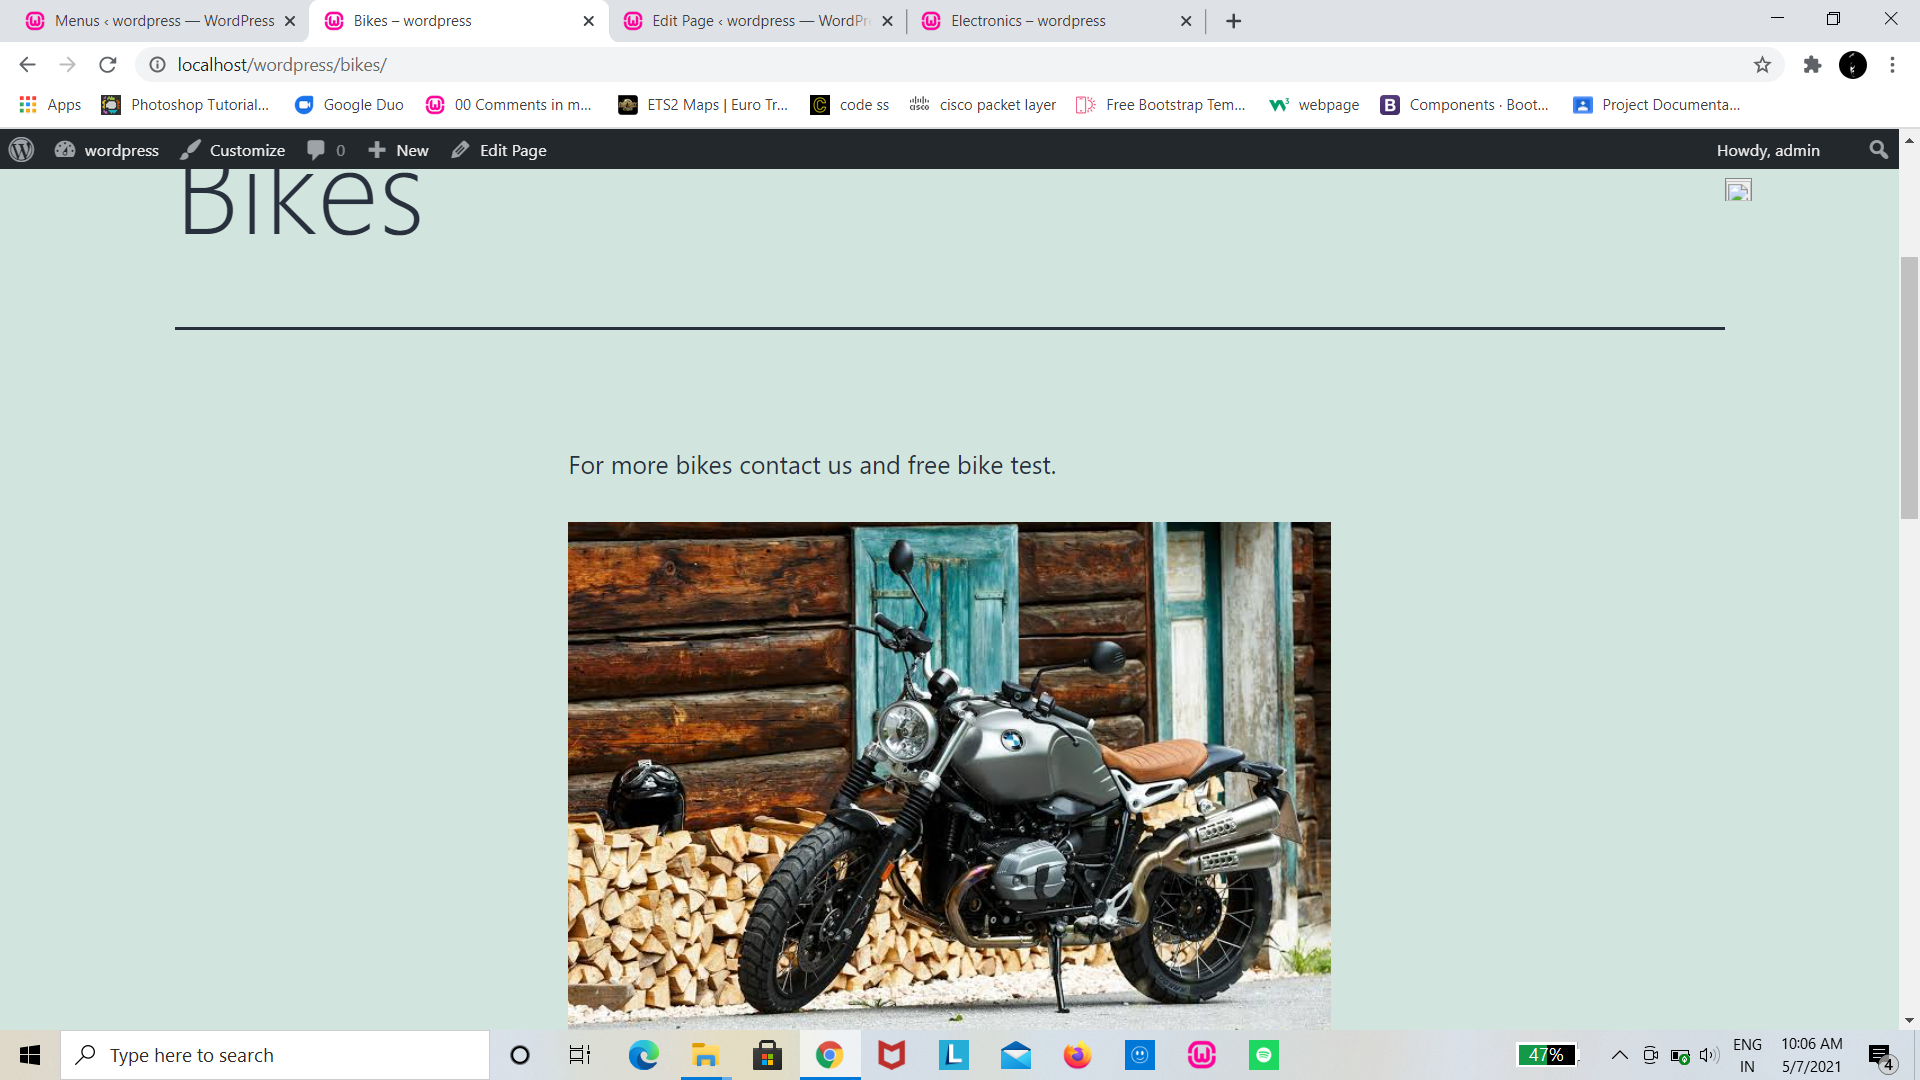 Menus ‹ wordpress — WordPress
Bikes – wordpress
Edit Page ‹ wordpress — WordPr
Electronics – wordpress
localhost/wordpress/bikes/
Apps
Photoshop Tutorial...
Google Duo
00 Comments in m...
ETS2 Maps | Euro Tr...
code ss
cisco packet layer
Free Bootstrap Tem...
webpage
Components · Boot...
Project Documenta...
wordpress
Customize
0
New
Edit Page
Howdy, admin
Bikes
For more bikes contact us and free bike test.
Type here to search
47%
ENG
IN
10:06 AM
5/7/2021
4